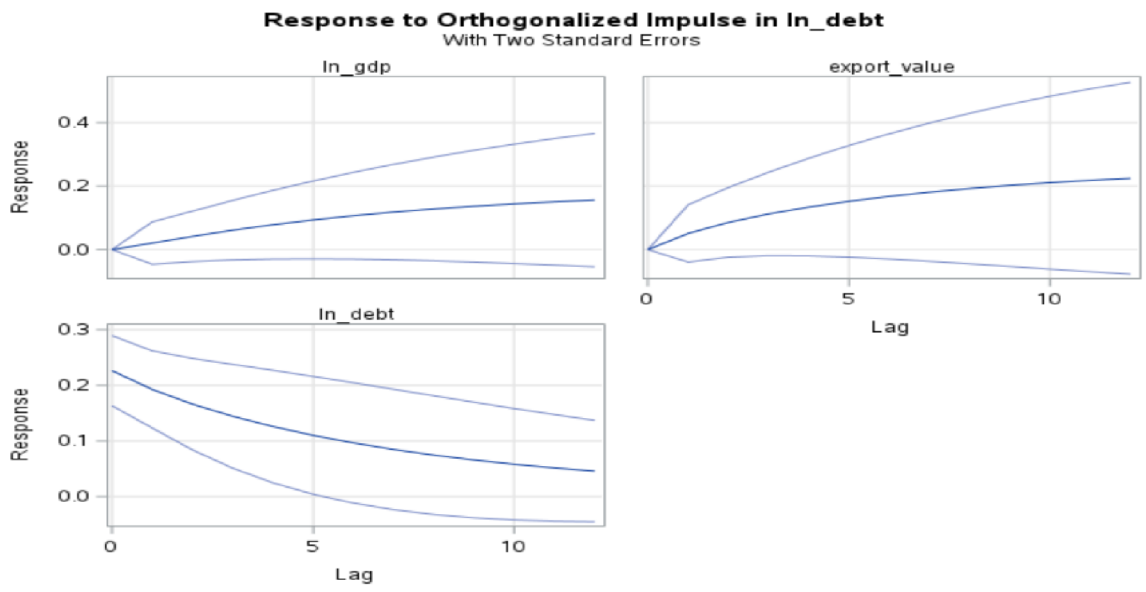 Response to Orthogonalized Impulse in ln_debt
With Two Standard Errors
ln_gdp
Response
0.4
0.2
0.0
export_value
0
5
10
Lag
ln_debt
Response
0.3
0.2
0.1
0.0
0
5
10
Lag